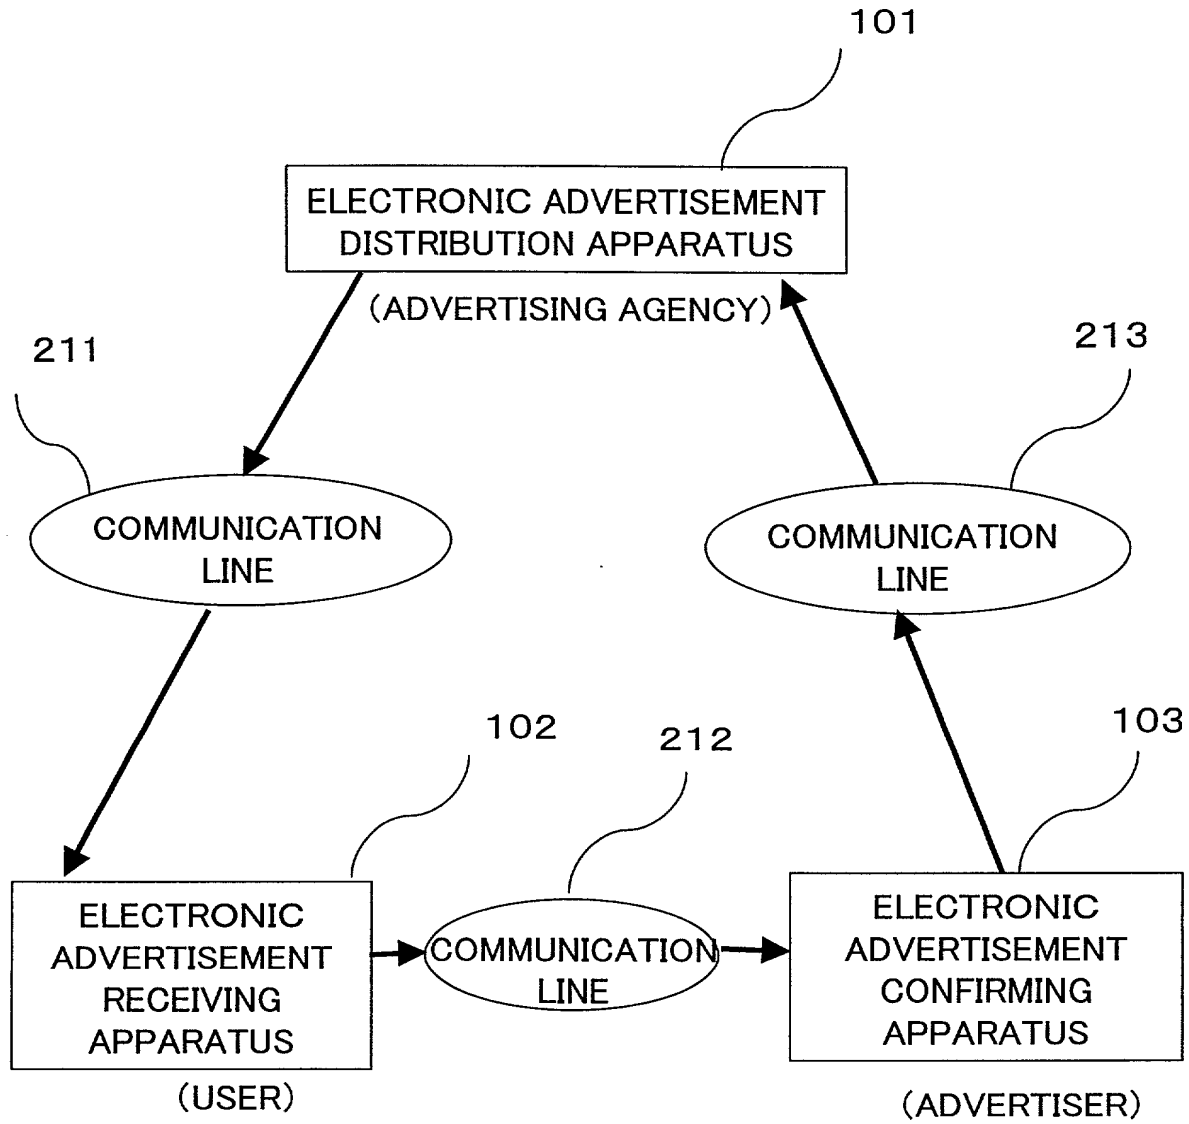 101
ELECTRONIC ADVERTISEMENT
DISTRIBUTION APPARATUS
(ADVERTISING AGENCY)
211
213
COMMUNICATION
LINE
COMMUNICATION
LINE
102
212
103
ELECTRONIC
ADVERTISEMENT
RECEIVING
APPARATUS
(USER)
COMMUNICATION
LINE
ELECTRONIC
ADVERTISEMENT
CONFIRMING
APPARATUS
(ADVERTISER)